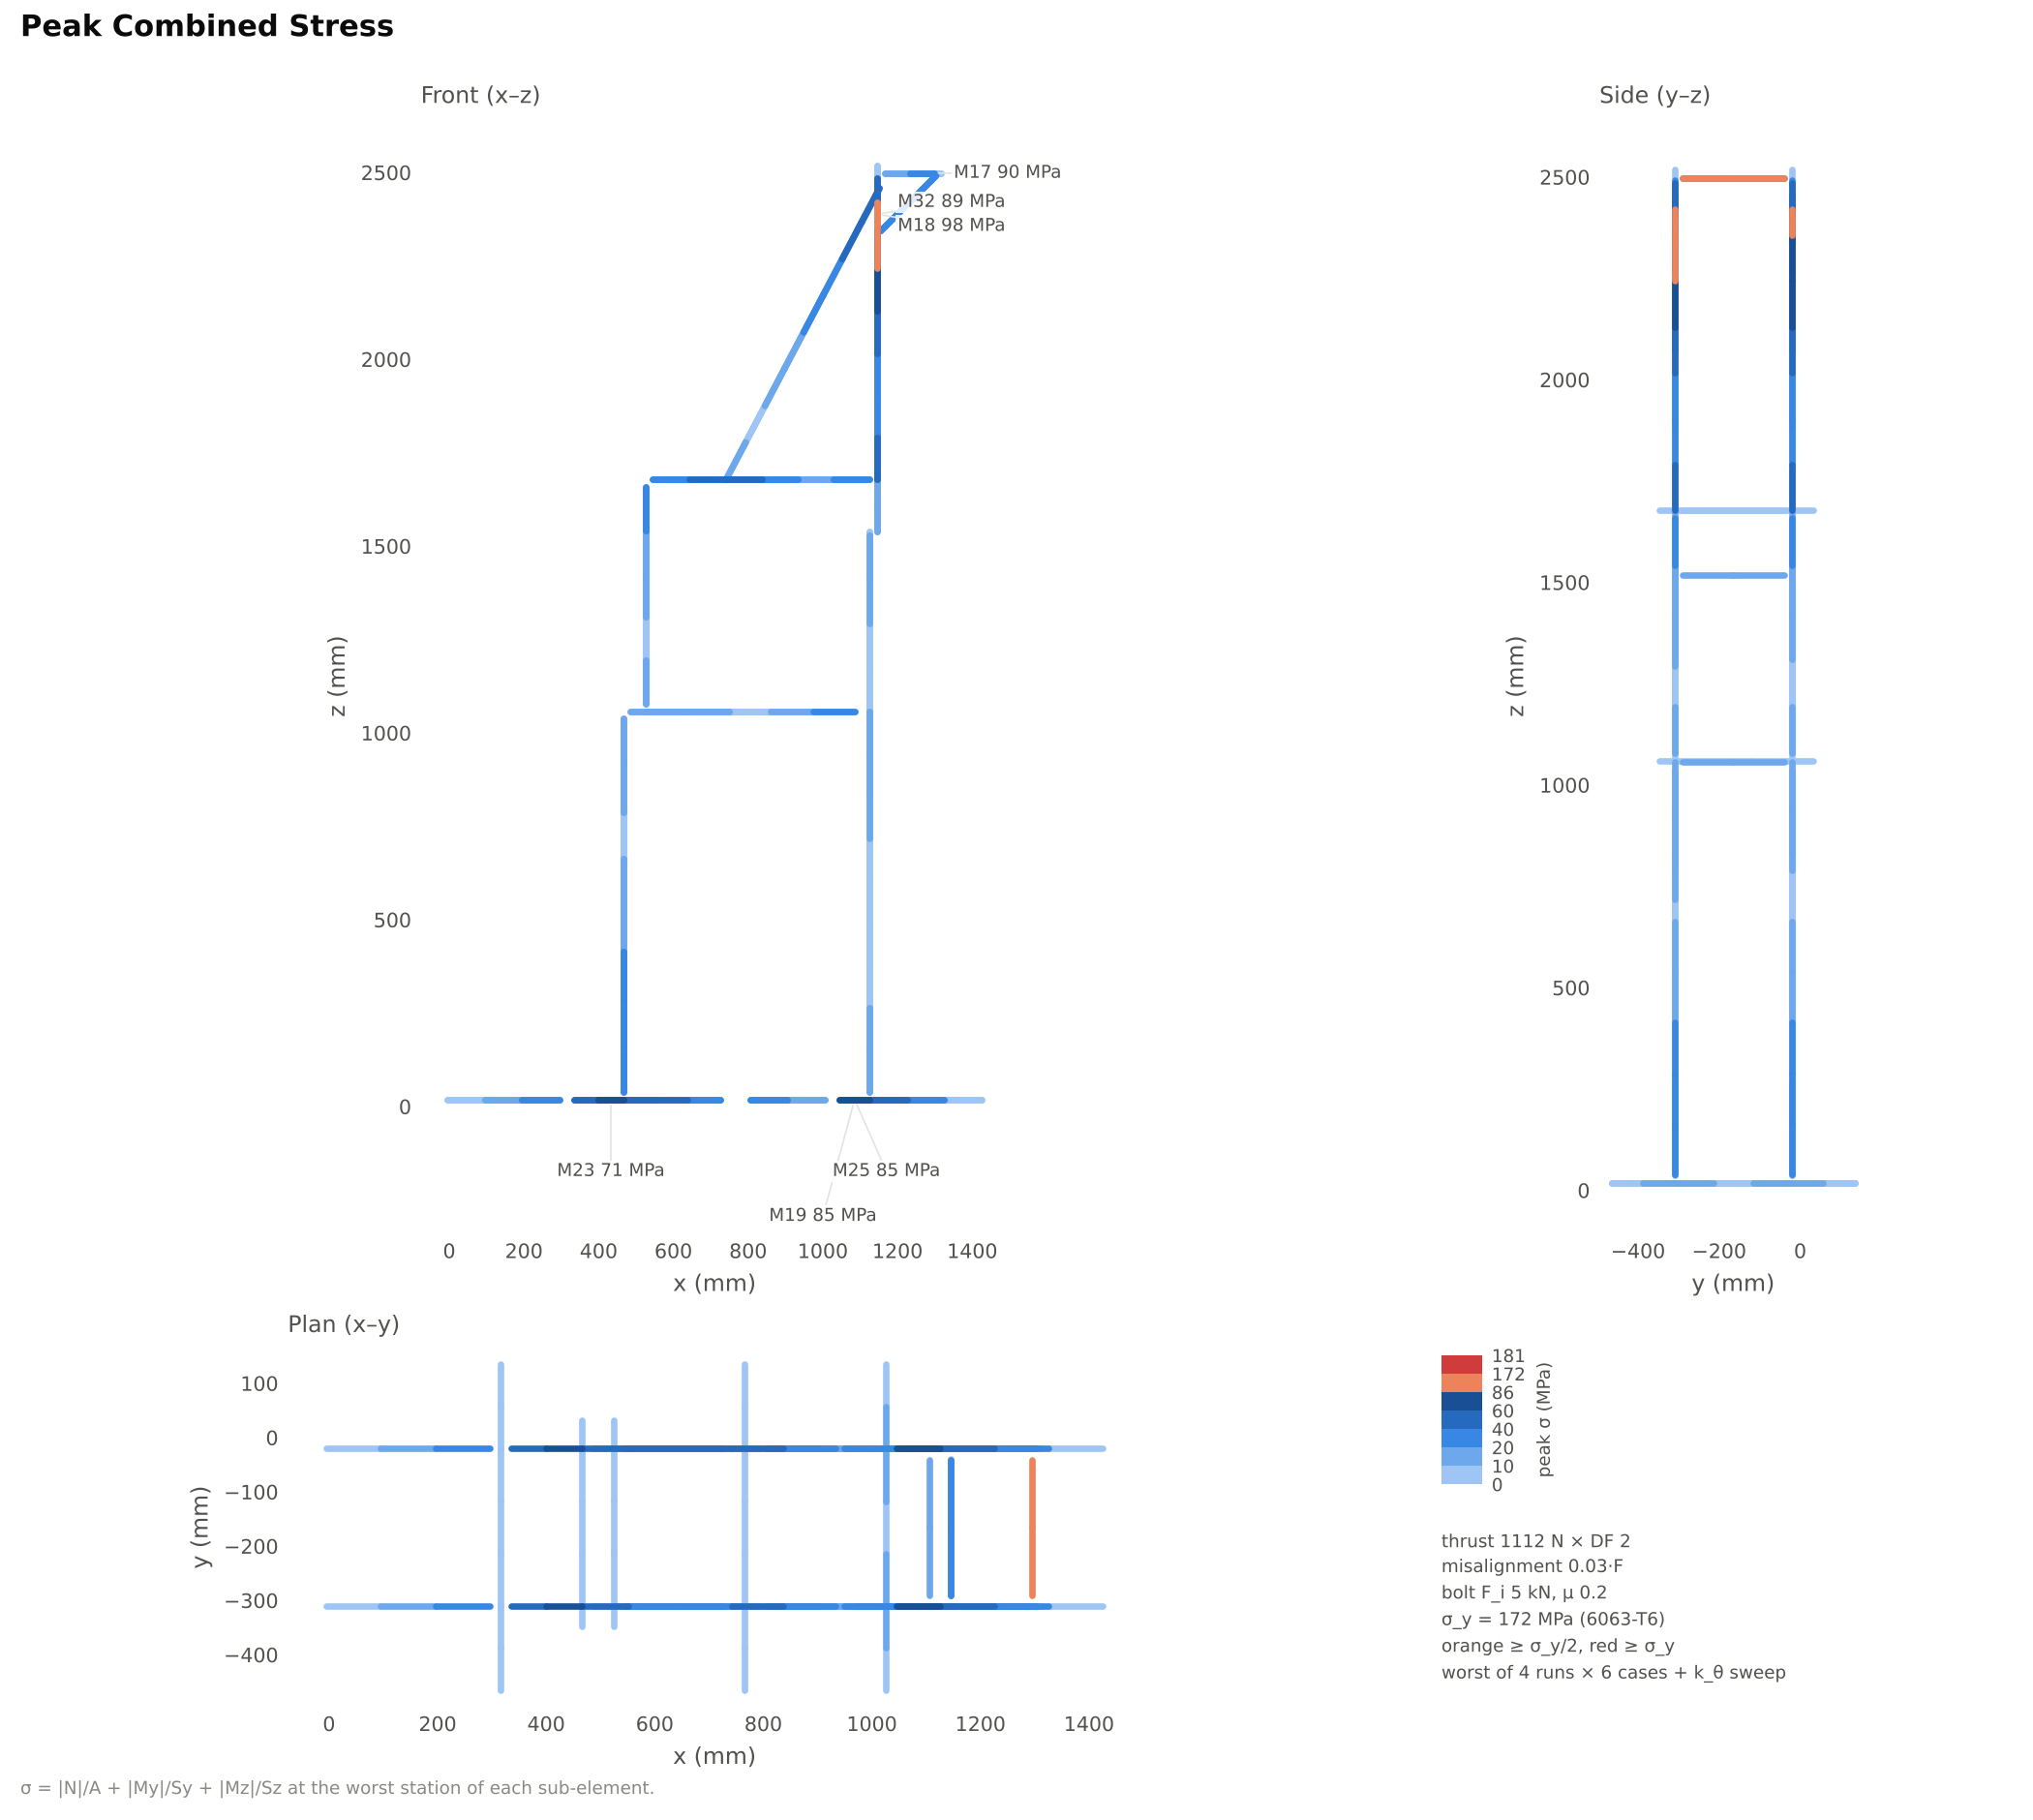 Peak Combined Stress
Front (x–z)
2500
2000
1500
1000
500
0
z (mm)
M17 90 MPa
M32 89 MPa
M18 98 MPa
M23 71 MPa
M25 85 MPa
M19 85 MPa
0 200 400 600 800 1000 1200 1400
x (mm)
Side (y–z)
2500
2000
1500
1000
500
0
z (mm)
−400 −200 0
y (mm)
Plan (x–y)
100
0
−100
−200
−300
−400
y (mm)
0 200 400 600 800 1000 1200 1400
x (mm)
181
172
86
60
40
20
10
0
peak σ (MPa)
thrust 1112 N × DF 2
misalignment 0.03·F
bolt F_i 5 kN, μ 0.2
σ_y = 172 MPa (6063-T6)
orange ≥ σ_y/2, red ≥ σ_y
worst of 4 runs × 6 cases + k_θ sweep
σ = |N|/A + |My|/Sy + |Mz|/Sz at the worst station of each sub-element.